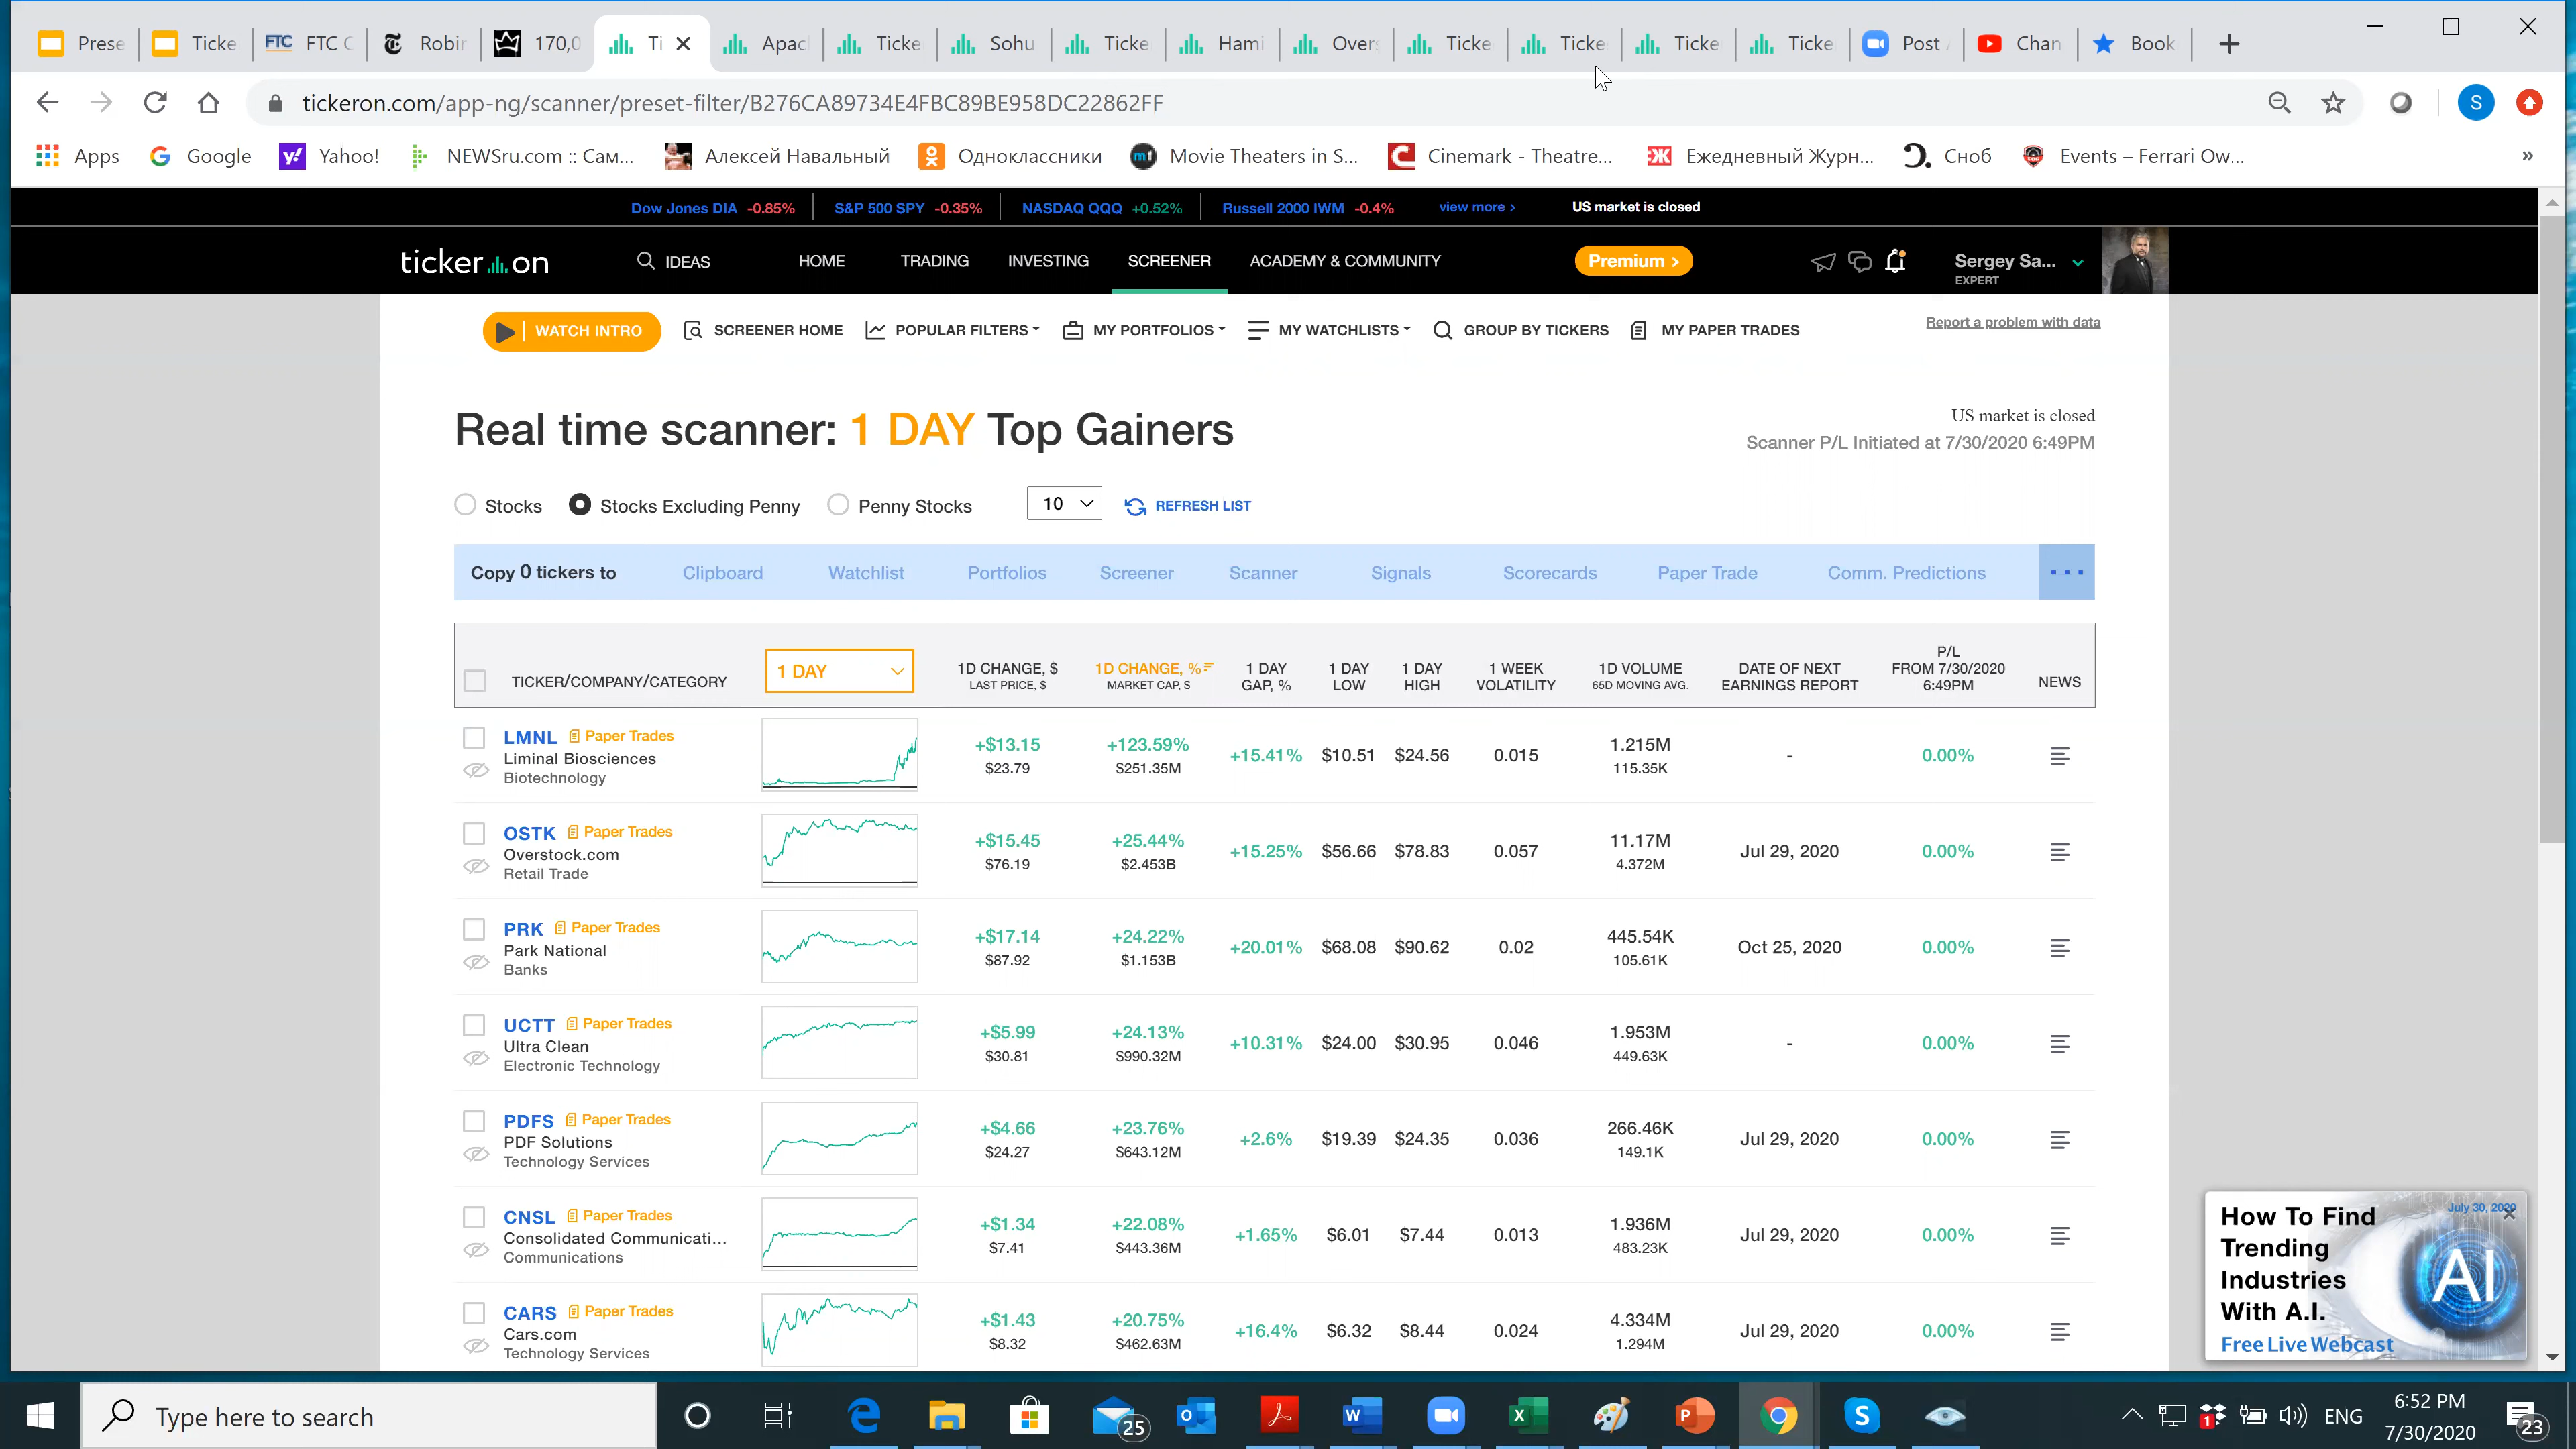 Prese
Ticke
FTC FTC C
Robin
170,0
Ti
Apac
Ticke
Sohu
Ticke
Hami
Overs
Ticke
Ticke
Ticke
Ticke
Post
Chan
Book
tickeron.com/app-ng/scanner/preset-filter/B276CA89734E4FBC89BE958DC22862FF
S
Apps Google Yahoo! NEWSru.com :: Сам... Алексей Навальный Одноклассники Movie Theaters in S... Cinemark - Theatre... Ежедневный Журн... Сноб Events – Ferrari Ow... »
Dow Jones DIA -0.85% S&P 500 SPY -0.35% NASDAQ QQQ +0.52% Russell 2000 IWM -0.4% view more > US market is closed
tickeron IDEAS HOME TRADING INVESTING SCREENER ACADEMY & COMMUNITY Premium > Sergey Sa...
EXPERT
WATCH INTRO SCREENER HOME POPULAR FILTERS MY PORTFOLIOS MY WATCHLISTS GROUP BY TICKERS MY PAPER TRADES Report a problem with data
Real time scanner: 1 DAY Top Gainers
US market is closed
Scanner P/L Initiated at 7/30/2020 6:49PM
Stocks Stocks Excluding Penny Penny Stocks 10 REFRESH LIST
Copy 0 tickers to Clipboard Watchlist Portfolios Screener Scanner Signals Scorecards Paper Trade Comm. Predictions ...
TICKER/COMPANY/CATEGORY
1 DAY
1D CHANGE, $
LAST PRICE, $
1D CHANGE, %
MARKET CAP, $
1 DAY
GAP, %
1 DAY
LOW
1 DAY
HIGH
1 WEEK
VOLATILITY
1D VOLUME
65D MOVING AVG.
DATE OF NEXT
EARNINGS REPORT
P/L
FROM 7/30/2020
6:49PM
NEWS
LMNL Paper Trades
Liminal Biosciences
Biotechnology
+$13.15
$23.79
+123.59%
$251.35M
+15.41% $10.51 $24.56 0.015
1.215M
115.35K
- 0.00%
OSTK Paper Trades
Overstock.com
Retail Trade
+$15.45
$76.19
+25.44%
$2.453B
+15.25% $56.66 $78.83 0.057
11.17M
4.372M
Jul 29, 2020 0.00%
PRK Paper Trades
Park National
Banks
+$17.14
$87.92
+24.22%
$1.153B
+20.01% $68.08 $90.62 0.02
445.54K
105.61K
Oct 25, 2020 0.00%
UCTT Paper Trades
Ultra Clean
Electronic Technology
+$5.99
$30.81
+24.13%
$990.32M
+10.31% $24.00 $30.95 0.046
1.953M
449.63K
- 0.00%
PDFS Paper Trades
PDF Solutions
Technology Services
+$4.66
$24.27
+23.76%
$643.12M
+2.6% $19.39 $24.35 0.036
266.46K
149.1K
Jul 29, 2020 0.00%
CNSL Paper Trades
Consolidated Communicati...
Communications
+$1.34
$7.41
+22.08%
$443.36M
+1.65% $6.01 $7.44 0.013
1.936M
483.23K
Jul 29, 2020 0.00%
CARS Paper Trades
Cars.com
Technology Services
+$1.43
$8.32
+20.75%
$462.63M
+16.4% $6.32 $8.44 0.024
4.334M
1.294M
Jul 29, 2020 0.00%
July 30, 2020
How To Find
Trending
Industries
With A.I.
AI
Free Live Webcast
Type here to search
25
1
ENG
6:52 PM
7/30/2020
23